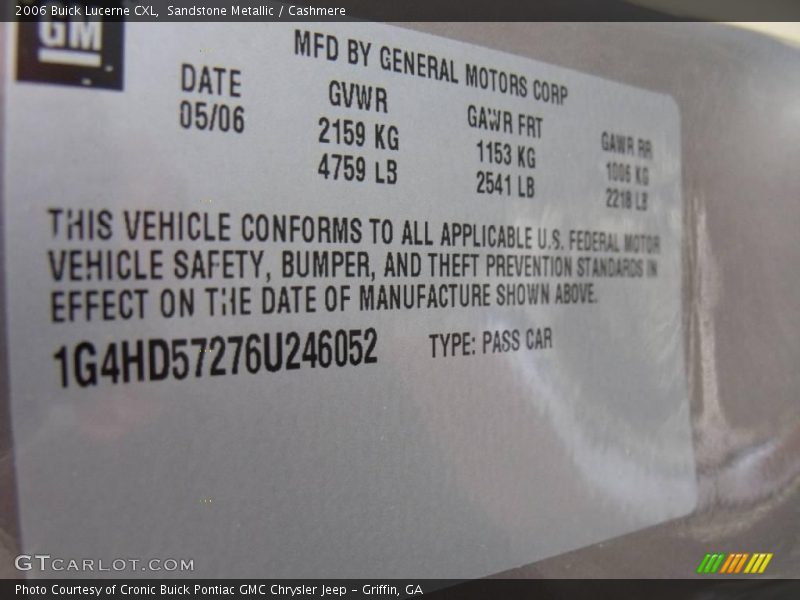 2006 Buick Lucerne CXL, Sandstone Metallic / Cashmere
GM
MFD BY GENERAL MOTORS CORP
DATE GVWR GAWR FRT GAWR RR
05/06 2159 KG 1153 KG 1006 KG
4759 LB 2541 LB 2218 LB
THIS VEHICLE CONFORMS TO ALL APPLICABLE U.S. FEDERAL MOTOR
VEHICLE SAFETY, BUMPER, AND THEFT PREVENTION STANDARDS IN
EFFECT ON THE DATE OF MANUFACTURE SHOWN ABOVE.
1G4HD57276U246052 TYPE: PASS CAR
GTCARLOT.COM
Photo Courtesy of Cronic Buick Pontiac GMC Chrysler Jeep - Griffin, GA